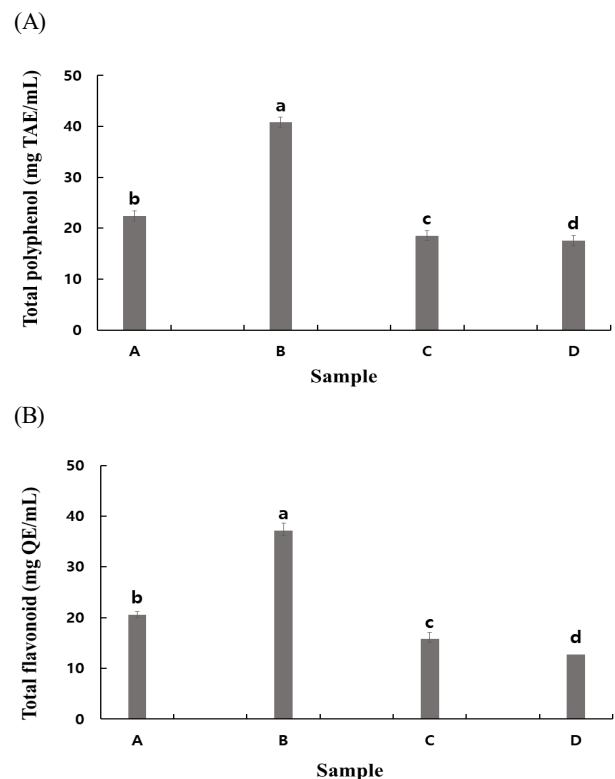 (A)
Total polyphenol (mg TAE/mL)
50
40
30
20
10
0
a
b
c
d
A B C D
Sample
(B)
Total flavonoid (mg QE/mL)
50
40
30
20
10
0
a
b
c
d
A B C D
Sample